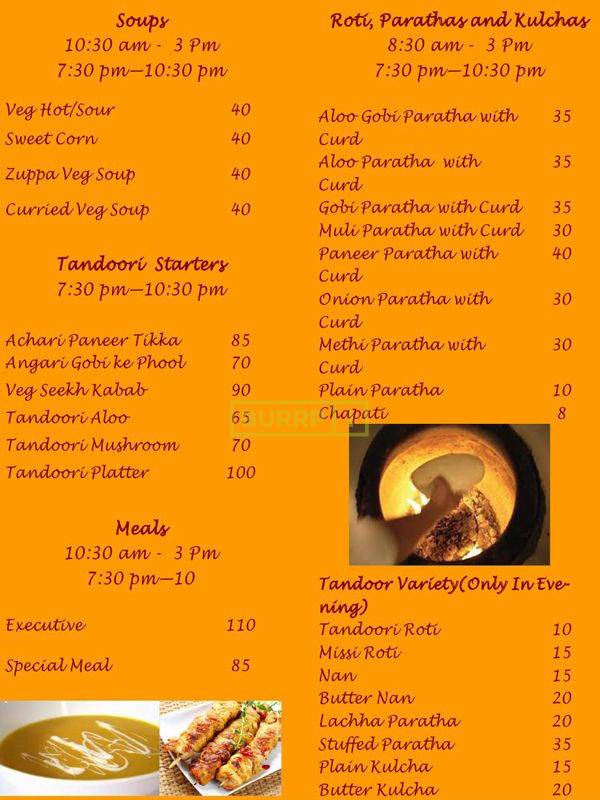 Soups
10:30 am - 3 Pm
7:30 pm—10:30 pm
Veg Hot/Sour 40
Sweet Corn 40
Zuppa Veg Soup 40
Curried Veg Soup 40
Tandoori Starters
7:30 pm—10:30 pm
Achari Paneer Tikka 85
Angari Gobi ke Phool 70
Veg Seekh Kabab 90
Tandoori Aloo 65
Tandoori Mushroom 70
Tandoori Platter 100
Meals
10:30 am - 3 Pm
7:30 pm—10
Executive 110
Special Meal 85
Roti, Parathas and Kulchas
8:30 am - 3 Pm
7:30 pm—10:30 pm
Aloo Gobi Paratha with 35
Curd
Aloo Paratha with 35
Curd
Gobi Paratha with Curd 35
Muli Paratha with Curd 30
Paneer Paratha with 40
Curd
Onion Paratha with 30
Curd
Methi Paratha with 30
Curd
Plain Paratha 10
Chapati 8
Tandoor Variety(Only In Eve-
ning)
Tandoori Roti 10
Missi Roti 15
Nan 15
Butter Nan 20
Lachha Paratha 20
Stuffed Paratha 35
Plain Kulcha 15
Butter Kulcha 20